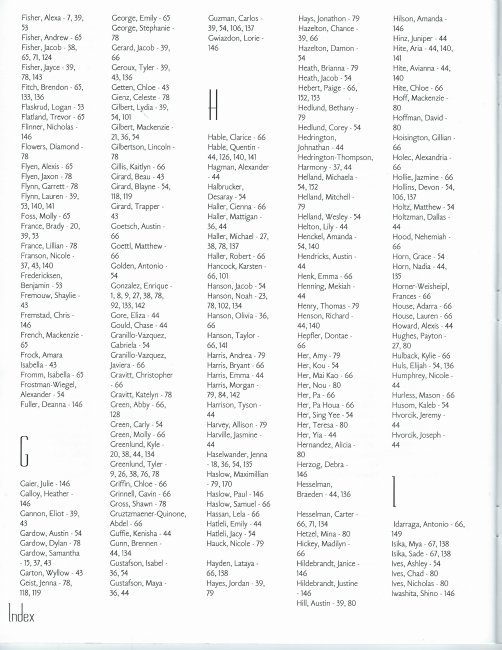 Fisher, Alexa - 7, 39,
53
Fisher, Andrew - 65
Fisher, Jacob - 38,
65, 71, 124
Fisher, Jayce - 39,
78, 143
Fitch, Brendon - 65,
133, 136
Flaskrud, Logan - 53
Flatland, Trevor - 65
Flinner, Nicholas -
146
Flowers, Diamond -
78
Flyen, Alexis - 65
Flyen, Jaxon - 78
Flynn, Garrett - 78
Flynn, Lauren - 39,
53, 140, 141
Foss, Molly - 65
France, Brady - 20,
39, 53
France, Lillian - 78
Franson, Nicole -
37, 43, 140
Fredericksen,
Benjamin - 53
Fremouw, Shaylie -
43
Fremstad, Chris -
146
French, Mackenzie -
65
Frock, Amara
Isabella - 43
Fromm, Isabella - 65
Frostman-Wiegel,
Alexander - 54
Fuller, Deanna - 146
G
Gaier, Julie - 146
Galloy, Heather -
146
Gannon, Eliot - 39,
43
Gardow, Austin - 54
Gardow, Dylan - 78
Gardow, Samantha
- 15, 37, 43
Garton, Wyllow - 43
Geist, Jenna - 78,
118, 119
George, Emily - 65
George, Stephanie -
78
Gerard, Jacob - 39,
66
Geroux, Tyler - 39,
43, 136
Getten, Chloe - 43
Gienz, Celeste - 78
Gilbert, Lydia - 39,
54, 101
Gilbert, Mackenzie -
21, 36, 54
Gilbertson, Lincoln -
78
Gillis, Kaitlyn - 66
Girard, Beau - 43
Girard, Blayne - 54,
118, 119
Girard, Trapper -
43
Goetsch, Austin -
66
Goettl, Matthew -
66
Golden, Antonio -
54
Gonzalez, Enrique -
1, 8, 9, 27, 38, 78,
92, 133, 142
Gore, Eliza - 44
Gould, Chase - 44
Granillo-Vazquez,
Gabriela - 54
Granillo-Vazquez,
Javiera - 66
Gravitt, Christopher
- 66
Gravitt, Katelyn - 78
Green, Abby - 66,
128
Green, Carly - 54
Green, Molly - 66
Greenlund, Kyle -
20, 38, 44, 134
Greenlund, Tyler -
9, 26, 38, 76, 78
Griffin, Chloe - 66
Grinnell, Gavin - 66
Gross, Shawn - 78
Gruztzmaener-Quinone,
Abdel - 66
Guffie, Kenisha - 44
Gunn, Brennen -
44, 134
Gustafson, Isabel -
36, 54
Gustafson, Maya -
36, 44
Guzman, Carlos -
39, 54, 106, 137
Gwiazdon, Lorie -
146
H
Hable, Clarice - 66
Hable, Quentin -
44, 126, 140, 141
Hagman, Alexander
- 44
Halbrucker,
Desaray - 54
Haller, Cienna - 66
Haller, Mattigan -
36, 44
Haller, Michael - 27,
38, 78, 137
Haller, Robert - 66
Hancock, Karsten -
66, 101
Hanson, Jacob - 54
Hanson, Noah - 23,
78, 102, 134
Hanson, Olivia - 36,
66
Hanson, Taylor -
66, 141
Harris, Andrea - 79
Harris, Bryant - 66
Harris, Emma - 44
Harris, Morgan -
79, 84, 142
Harrison, Tyson -
44
Harvey, Allison - 79
Harville, Jasmine -
44
Haselwander, Jenna
- 18, 36, 54, 135
Haslow, Maximillian
- 79, 170
Haslow, Paul - 146
Haslow, Samuel - 66
Hassan, Lela - 66
Hatleli, Emily - 44
Hatleli, Jacy - 54
Hauck, Nicole - 79
Hayden, Lataya -
66, 138
Hayes, Jordan - 39,
79
Hays, Jonathon - 79
Hazelton, Chance -
39, 66
Hazelton, Damon -
54
Heath, Brianna - 79
Heath, Jacob - 54
Hebert, Paige - 66,
152, 153
Hedlund, Bethany -
79
Hedlund, Corey - 54
Hedrington,
Johnathan - 44
Hedrington-Thompson,
Harmony - 37, 44
Helland, Michaela -
54, 152
Helland, Mitchell -
79
Helland, Wesley - 54
Helton, Lily - 44
Henckel, Amanda -
54, 140
Hendricks, Austin -
44
Henk, Emma - 66
Henning, Mekiah -
44
Henry, Thomas - 79
Henson, Richard -
44, 140
Hepfler, Dontae -
66
Her, Amy - 79
Her, Kou - 54
Her, Mai Kao - 66
Her, Nou - 80
Her, Pa - 66
Her, Pa Houa - 66
Her, Sing Yee - 54
Her, Teresa - 80
Her, Yia - 44
Hernandez, Alicia -
80
Herzog, Debra -
146
Hesselman,
Braeden - 44, 136
Hesselman, Carter -
66, 71, 134
Hetzel, Mina - 80
Hickey, Madilyn -
66
Hildebrandt, Janice -
146
Hildebrandt, Justine
- 146
Hill, Austin - 39, 80
Hilson, Amanda -
146
Hinz, Juniper - 44
Hite, Aria - 44, 140,
141
Hite, Avianna - 44,
140
Hite, Chloe - 66
Hoff, Mackenzie -
80
Hoffman, David -
80
Hoisington, Gillian -
66
Holec, Alexandria -
66
Hollie, Jazmine - 66
Hollins, Devon - 54,
106, 137
Holtz, Matthew - 54
Holtzman, Dallas -
44
Hood, Nehemiah -
66
Horn, Grace - 54
Horn, Nadia - 44,
135
Horner-Weisheipl,
Frances - 66
House, Adarra - 66
House, Lauren - 66
Howard, Alexis - 44
Hughes, Payton -
27, 80
Hulback, Kylie - 66
Huls, Elijah - 54, 136
Humphrey, Nicole -
44
Hurless, Mason - 66
Husom, Kaleb - 54
Hvorcik, Jeremy -
44
Hvorcik, Joseph -
44
I
Idarraga, Antonio - 66,
149
Isika, Mya - 67, 138
Isika, Sade - 67, 138
Ives, Ashley - 54
Ives, Chad - 80
Ives, Nicholas - 80
Iwashita, Shino - 146
Index